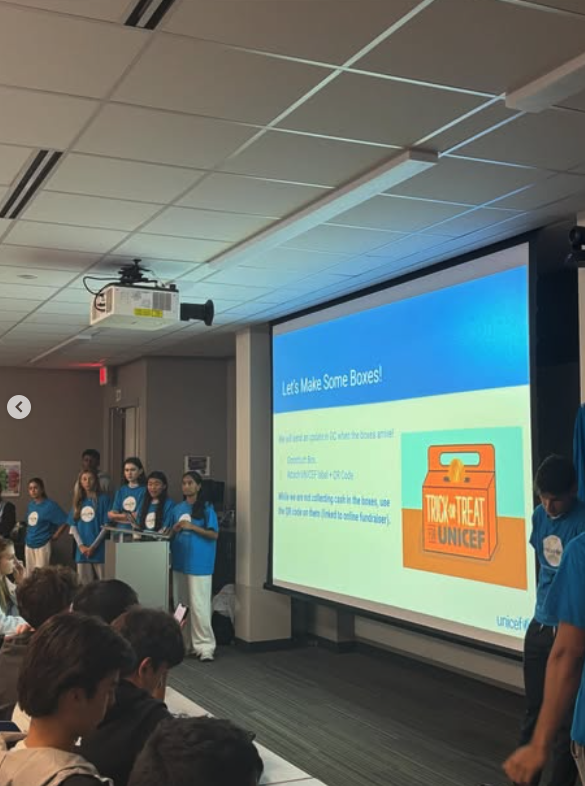 Let's Make Some Boxes!
We will send an update in GC when the boxes arrive!
Construct Box
Attach UNICEF label + QR Code
While we are not collecting cash in the boxes, use
the QR code on them (linked to online fundraiser).
TRICK OR TREAT
FOR UNICEF
unicef